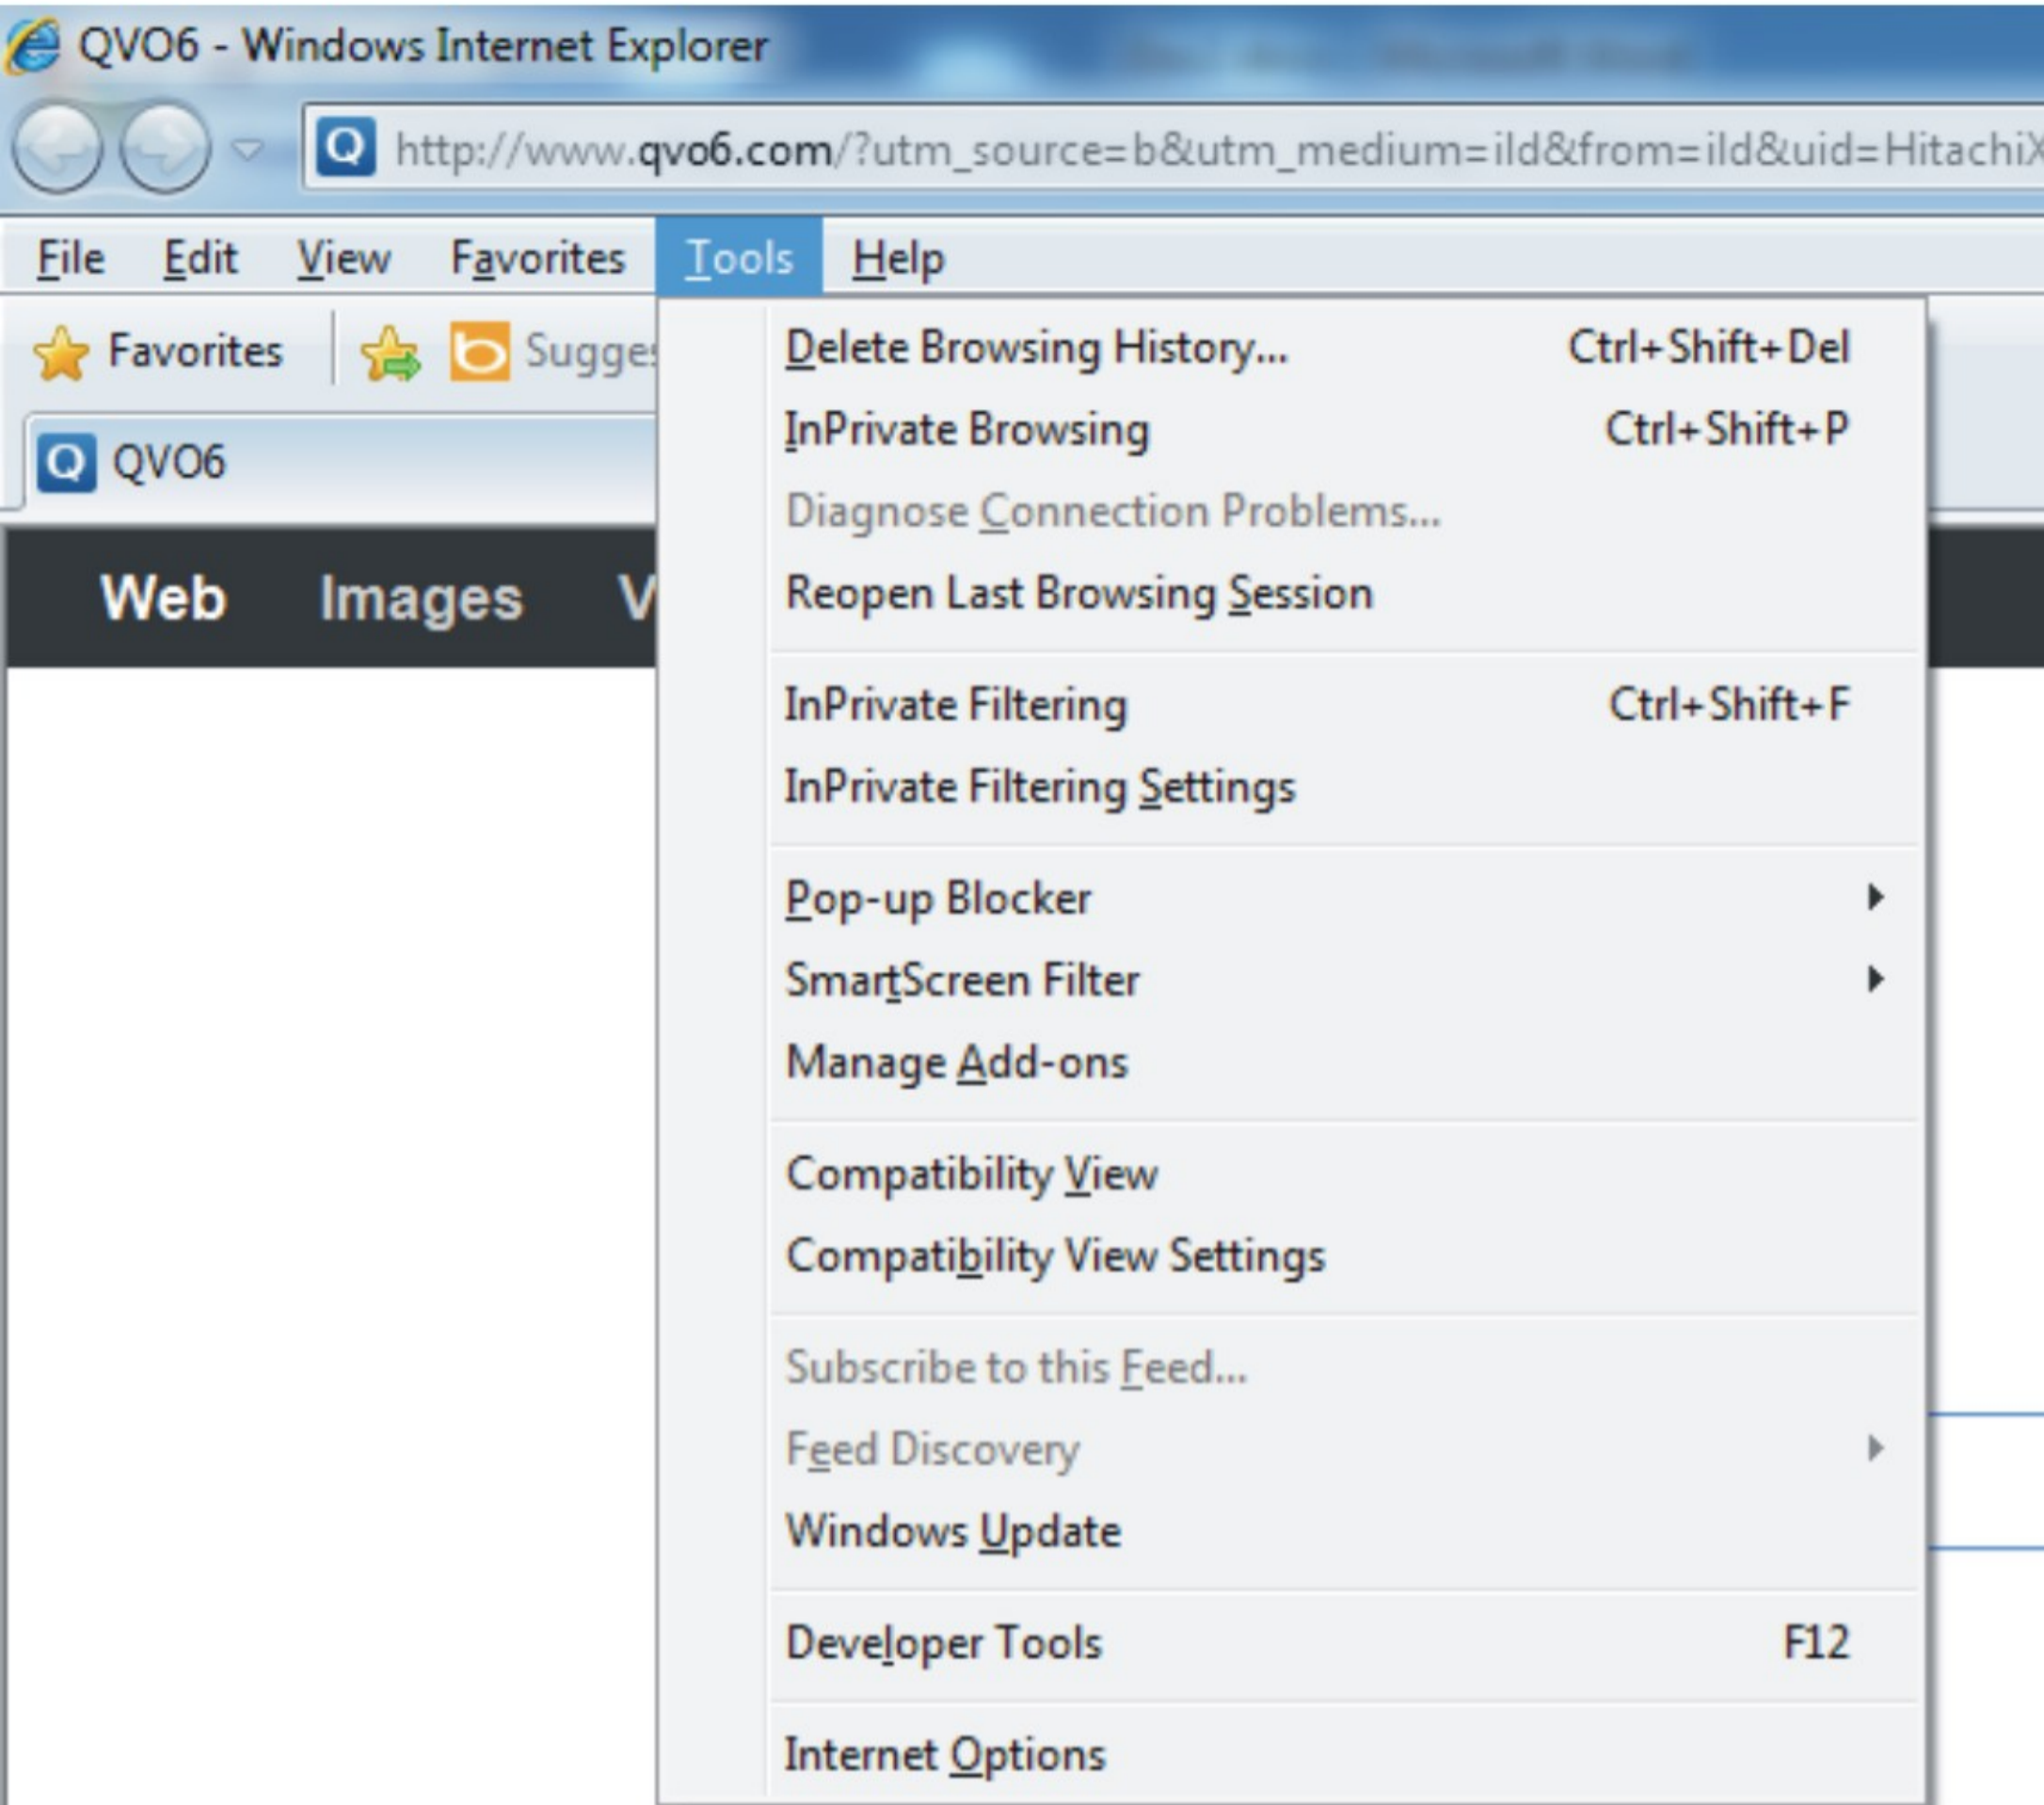 QVO6 - Windows Internet Explorer
Q http://www.qvo6.com/?utm_source=b&utm_medium=ild&from=ild&uid=HitachiX
File Edit View Favorites Tools Help
Favorites b Sugges
Q QVO6
Web Images V
Delete Browsing History... Ctrl+Shift+Del
InPrivate Browsing Ctrl+Shift+P
Diagnose Connection Problems...
Reopen Last Browsing Session
InPrivate Filtering Ctrl+Shift+F
InPrivate Filtering Settings
Pop-up Blocker
SmartScreen Filter
Manage Add-ons
Compatibility View
Compatibility View Settings
Subscribe to this Feed...
Feed Discovery
Windows Update
Developer Tools F12
Internet Options